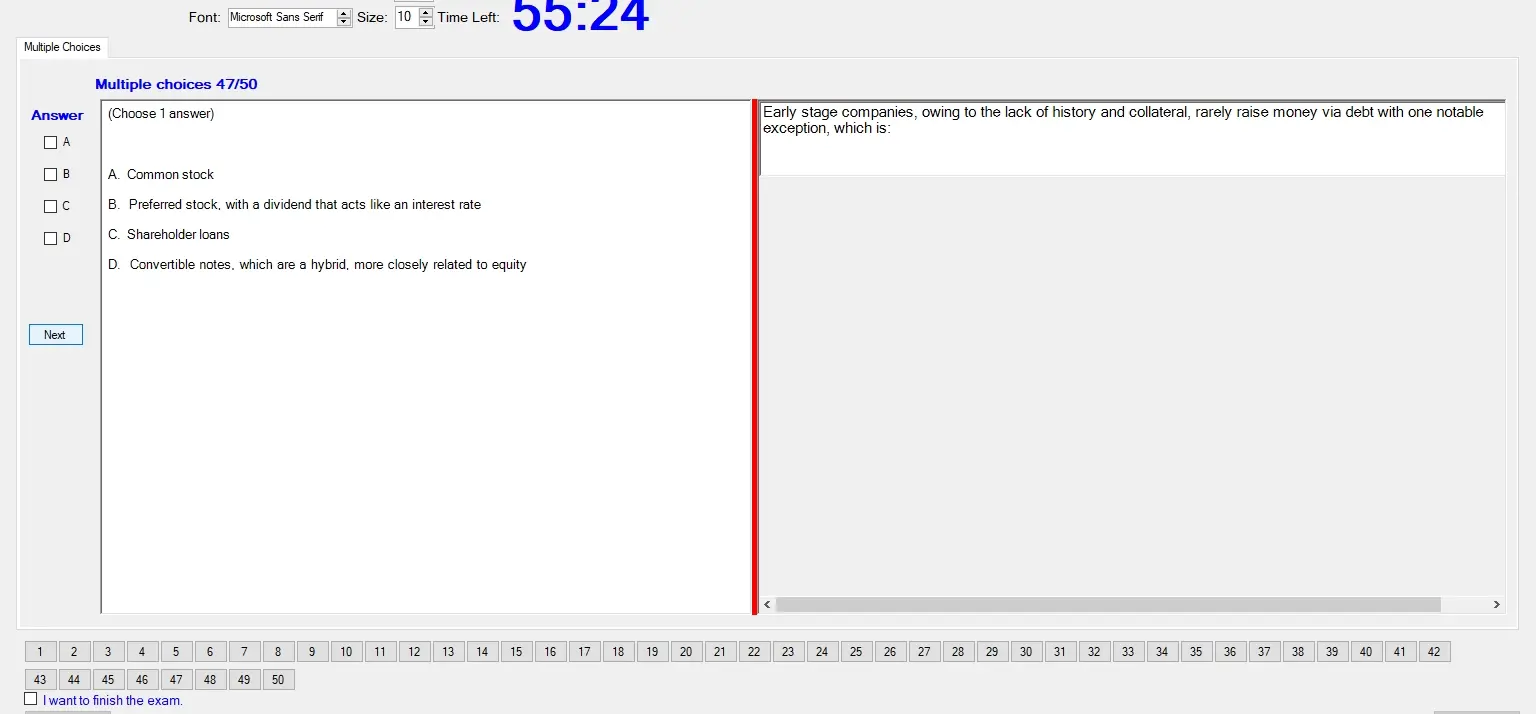 Font: Microsoft Sans Serif Size: 10 Time Left: 55:24
Multiple Choices
Multiple choices 47/50
Answer
A
B
C
D
Next
(Choose 1 answer)
A. Common stock
B. Preferred stock, with a dividend that acts like an interest rate
C. Shareholder loans
D. Convertible notes, which are a hybrid, more closely related to equity
Early stage companies, owing to the lack of history and collateral, rarely raise money via debt with one notable
exception, which is:
1 2 3 4 5 6 7 8 9 10 11 12 13 14 15 16 17 18 19 20 21 22 23 24 25 26 27 28 29 30 31 32 33 34 35 36 37 38 39 40 41 42
43 44 45 46 47 48 49 50
I want to finish the exam.